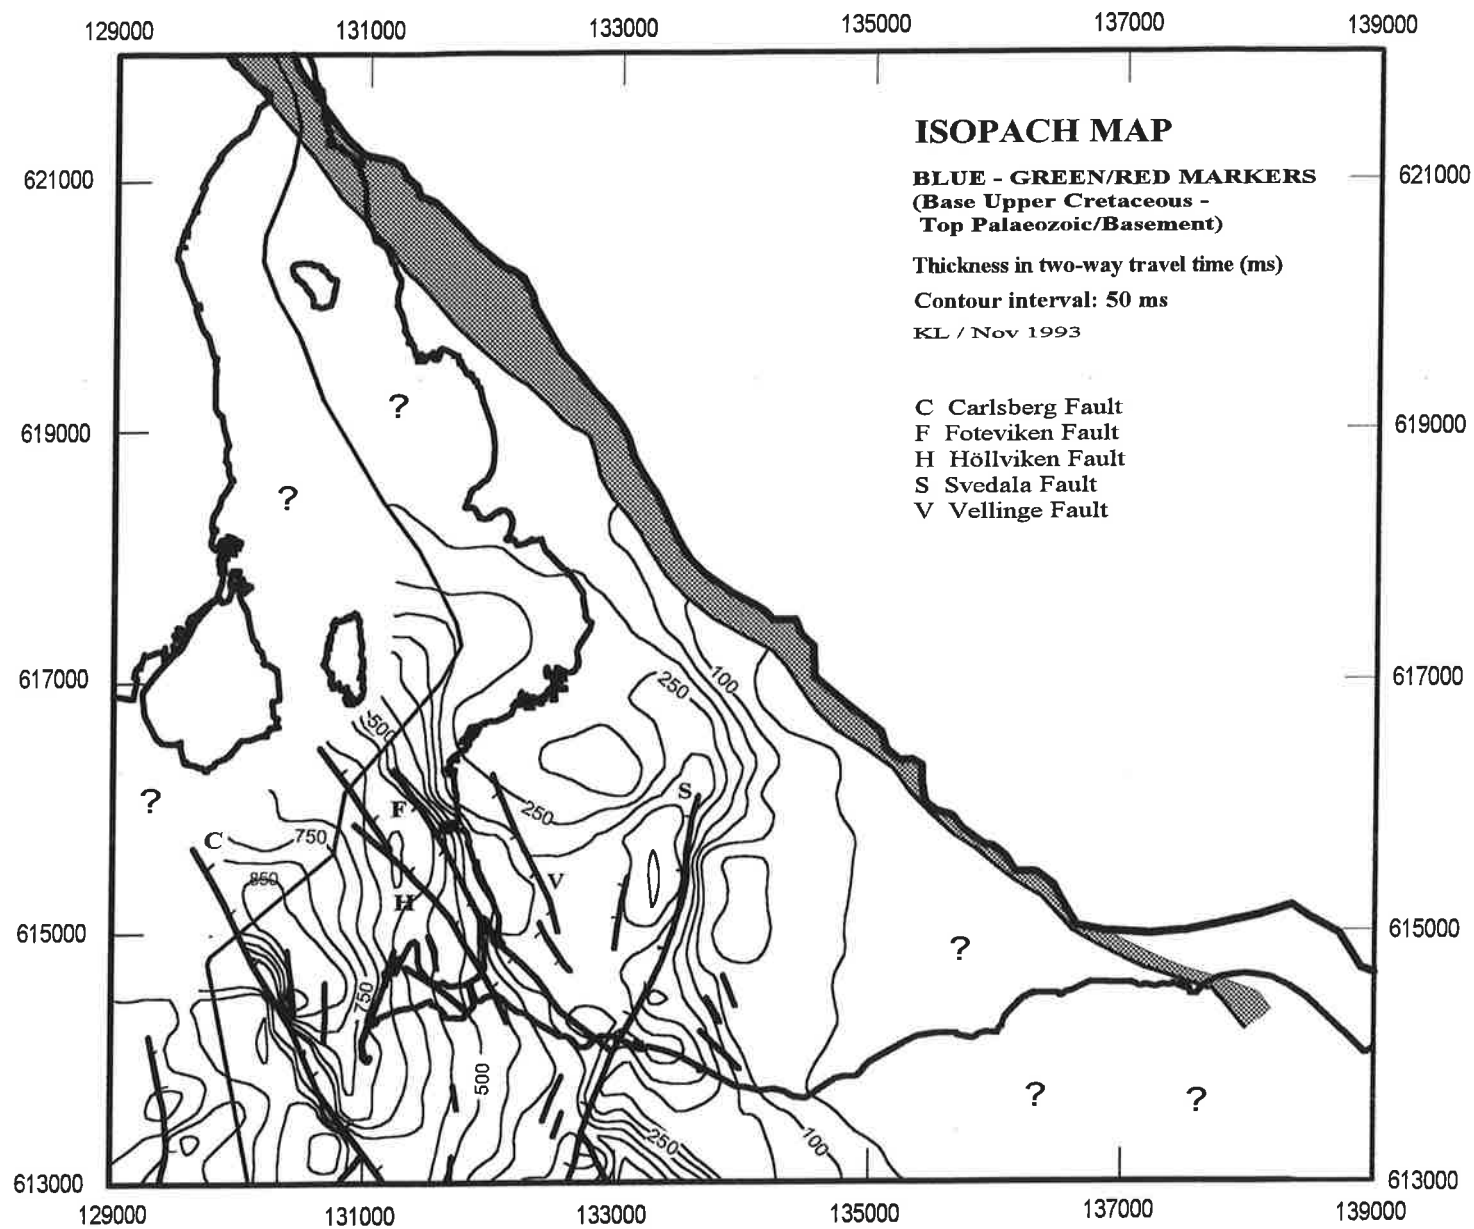 129000 131000 133000 135000 137000 139000
ISOPACH MAP
621000 621000
BLUE - GREEN/RED MARKERS
(Base Upper Cretaceous -
Top Palaeozoic/Basement)
Thickness in two-way travel time (ms)
Contour interval: 50 ms
KL / Nov 1993
?
C Carlsberg Fault
619000 619000
F Foteviken Fault
H Höllviken Fault
S Svedala Fault
?
V Vellinge Fault
617000 250 100 617000
500
?
S
F 250
C 750
850 V
H
615000 ? 615000
750
500 ? ?
250 100
613000 613000
129000 131000 133000 135000 137000 139000